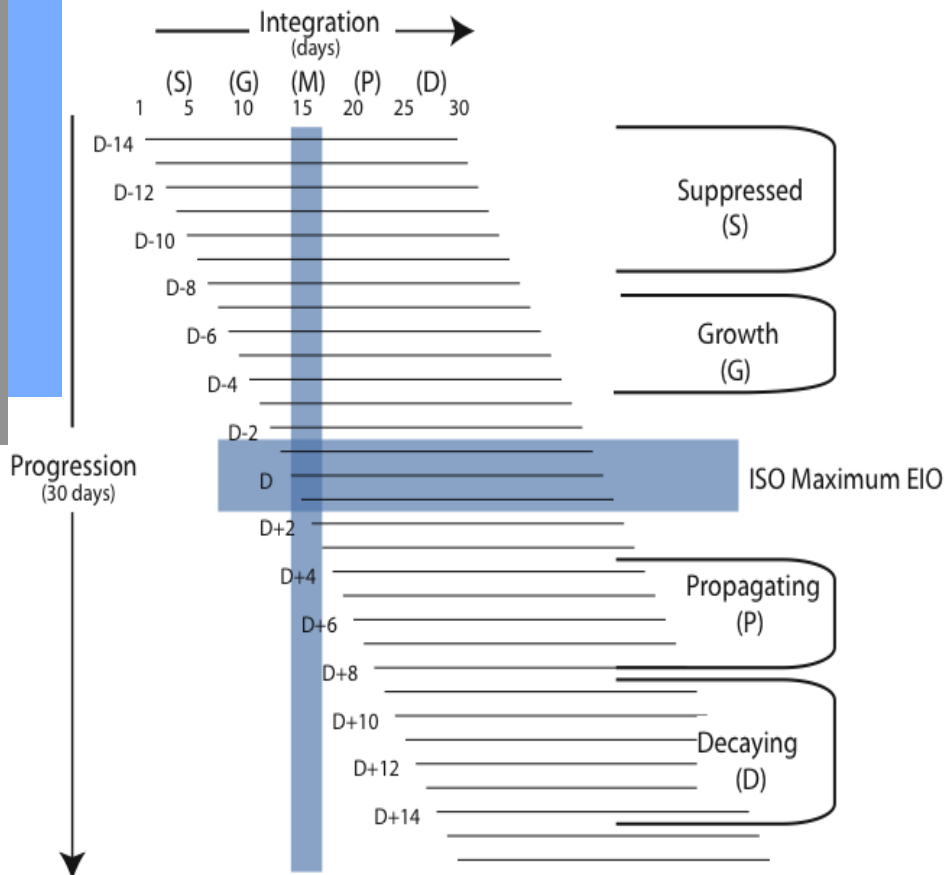 Integration
(days)
(S) (G) (M) (P) (D)
1 5 10 15 20 25 30
D-14
D-12
Suppressed
(S)
D-10
D-8
D-6
Growth
(G)
D-4
D-2
Progression
(30 days)
D
ISO Maximum EIO
D+2
D+4
Propagating
(P)
D+6
D+8
D+10
Decaying
(D)
D+12
D+14